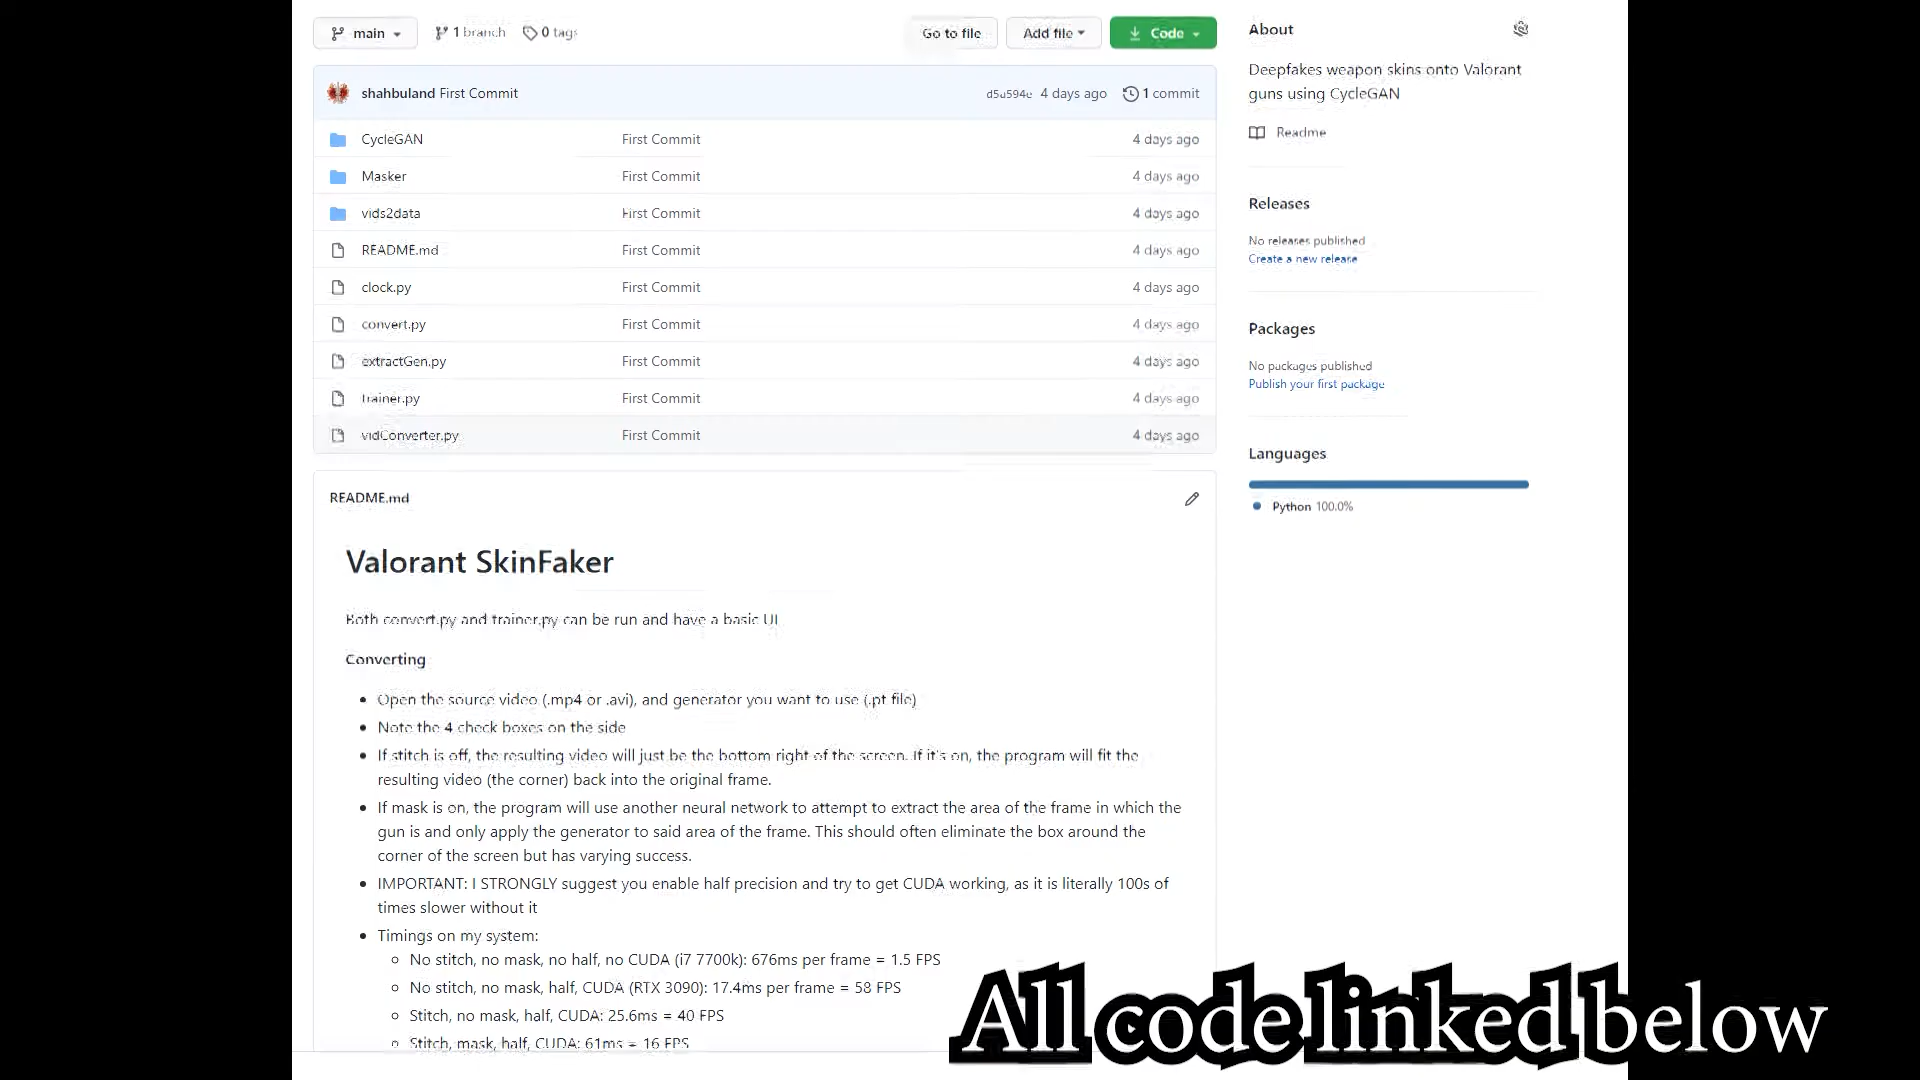 main
1 branch
0 tags
Go to file
Add file
Code
About
Deepfakes weapon skins onto Valorant
guns using CycleGAN
Readme
shahbuland First Commit
d5a594e 4 days ago 1 commit
CycleGAN First Commit 4 days ago
Masker First Commit 4 days ago
vids2data First Commit 4 days ago
README.md First Commit 4 days ago
clock.py First Commit 4 days ago
convert.py First Commit 4 days ago
extractGen.py First Commit 4 days ago
trainer.py First Commit 4 days ago
vidConverter.py First Commit 4 days ago
Releases
No releases published
Create a new release
Packages
No packages published
Publish your first package
Languages
Python 100.0%
README.md
Valorant SkinFaker
Both convert.py and trainer.py can be run and have a basic UI
Converting
Open the source video (.mp4 or .avi), and generator you want to use (.pt file)
Note the 4 check boxes on the side
If stitch is off, the resulting video will just be the bottom right of the screen. If it's on, the program will fit the
resulting video (the corner) back into the original frame.
If mask is on, the program will use another neural network to attempt to extract the area of the frame in which the
gun is and only apply the generator to said area of the frame. This should often eliminate the box around the
corner of the screen but has varying success.
IMPORTANT: I STRONGLY suggest you enable half precision and try to get CUDA working, as it is literally 100s of
times slower without it
Timings on my system:
No stitch, no mask, no half, no CUDA (i7 7700k): 676ms per frame = 1.5 FPS
No stitch, no mask, half, CUDA (RTX 3090): 17.4ms per frame = 58 FPS
Stitch, no mask, half, CUDA: 25.6ms = 40 FPS
Stitch, mask, half, CUDA: 61ms = 16 FPS
All code linked below